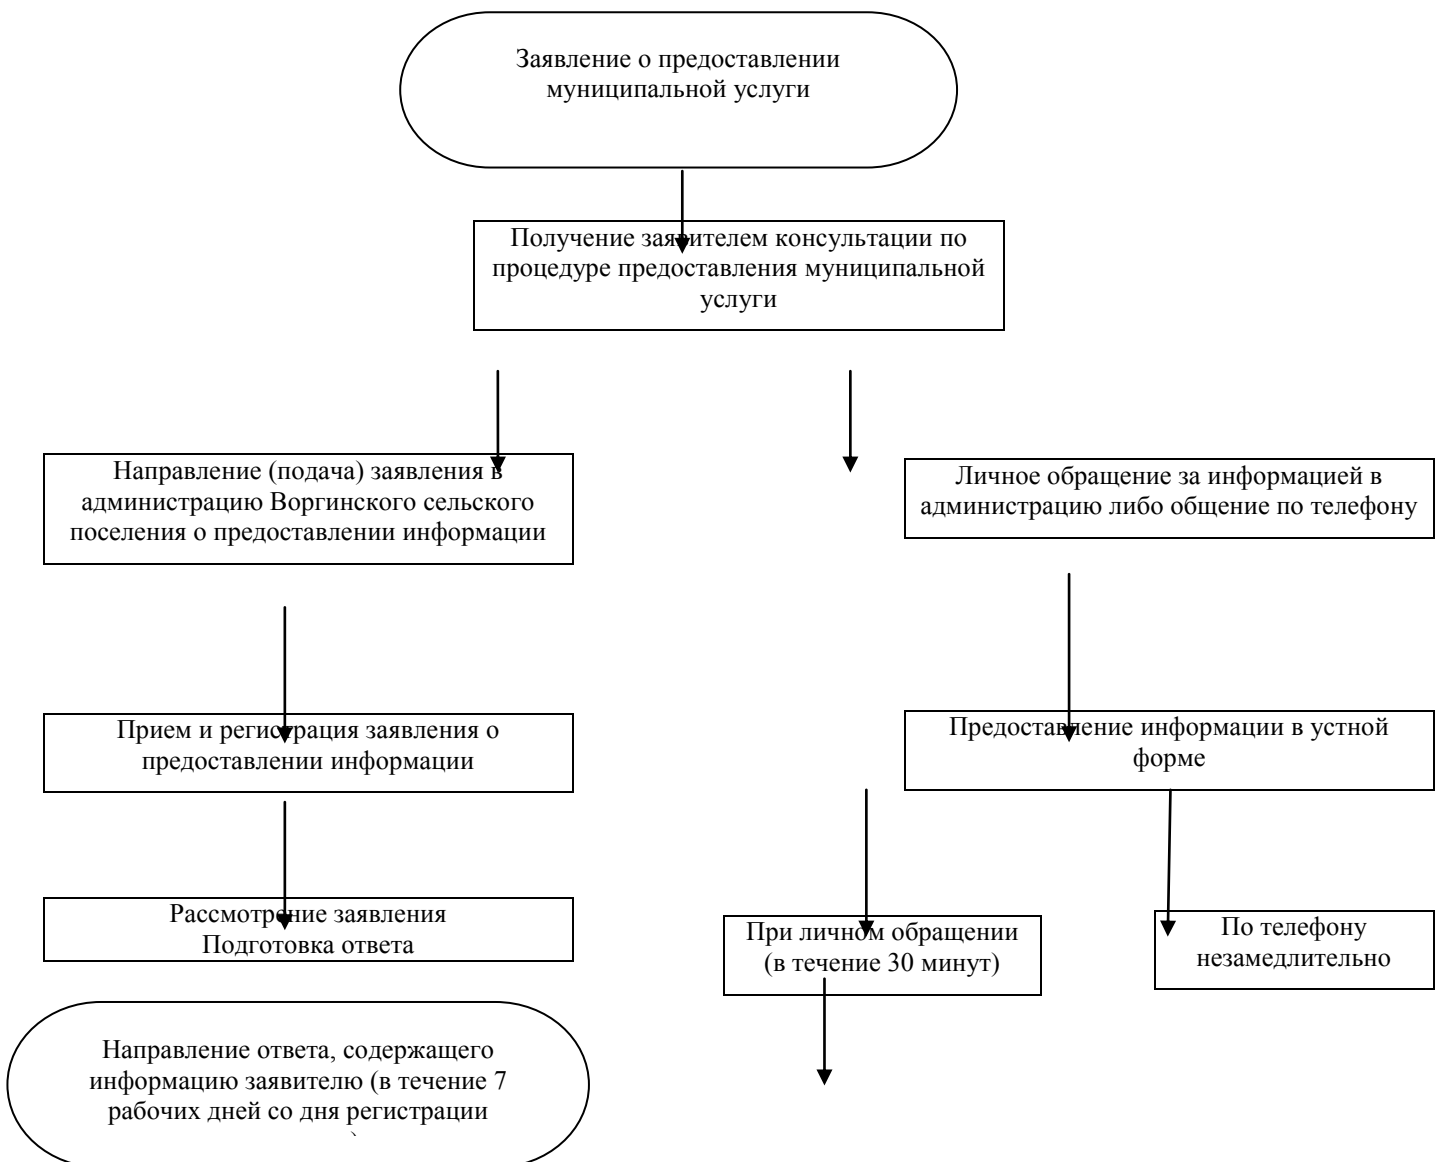 Заявление о предоставлении
муниципальной услуги
Получение заявителем консультации по
процедуре предоставления муниципальной
услуги
Направление (подача) заявления в
администрацию Воргинского сельского
поселения о предоставлении информации
Личное обращение за информацией в
администрацию либо общение по телефону
Прием и регистрация заявления о
предоставлении информации
Предоставление информации в устной
форме
Рассмотрение заявления
Подготовка ответа
При личном обращении
(в течение 30 минут)
По телефону
незамедлительно
Направление ответа, содержащего
информацию заявителю (в течение 7
рабочих дней со дня регистрации